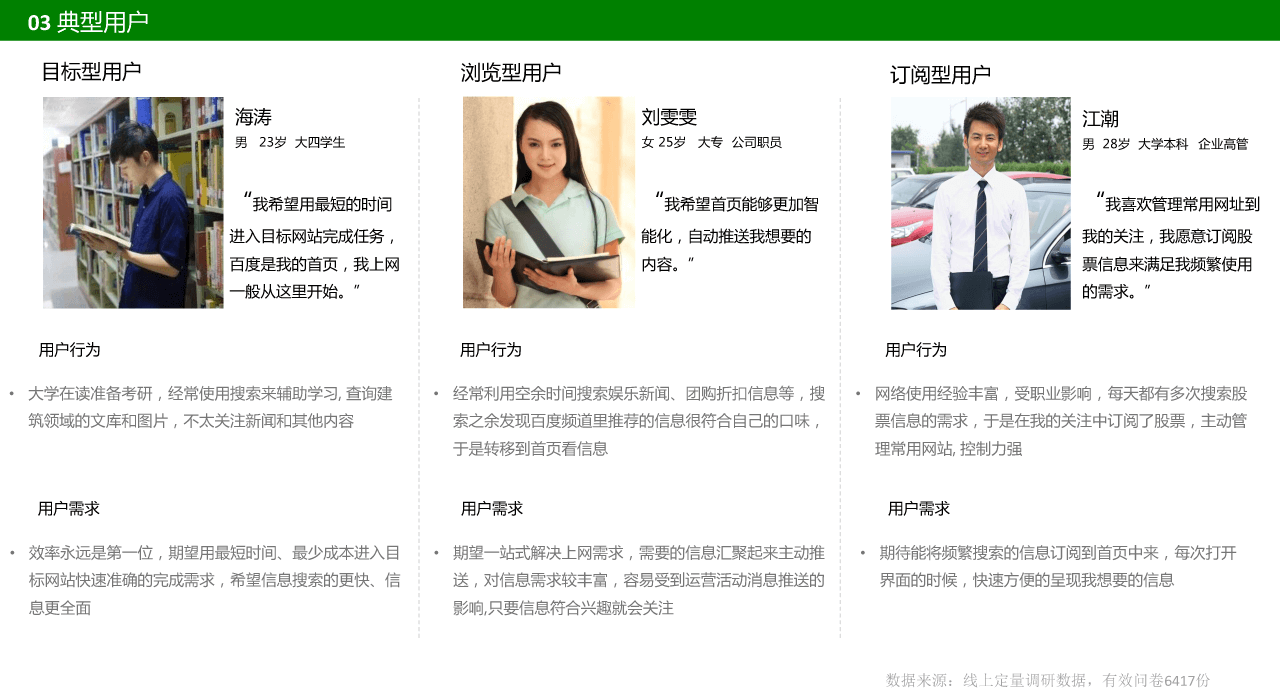 03 典型用户
目标型用户
海涛
男 23岁 大四学生
“我希望用最短的时间
进入目标网站完成任务，
百度是我的首页，我上网
一般从这里开始。”
用户行为
• 大学在读准备考研，经常使用搜索来辅助学习, 查询建
筑领域的文库和图片，不太关注新闻和其他内容
用户需求
• 效率永远是第一位，期望用最短时间、最少成本进入目
标网站快速准确的完成需求，希望信息搜索的更快、信
息更全面
浏览型用户
刘雯雯
女 25岁 大专 公司职员
“我希望首页能够更加智
能化，自动推送我想要的
内容。”
用户行为
• 经常利用空余时间搜索娱乐新闻、团购折扣信息等，搜
索之余发现百度频道里推荐的信息很符合自己的口味，
于是转移到首页看信息
用户需求
• 期望一站式解决上网需求，需要的信息汇聚起来主动推
送，对信息需求较丰富，容易受到运营活动消息推送的
影响,只要信息符合兴趣就会关注
订阅型用户
江潮
男 28岁 大学本科 企业高管
“我喜欢管理常用网址到
我的关注，我愿意订阅股
票信息来满足我频繁使用
的需求。”
用户行为
• 网络使用经验丰富，受职业影响，每天都有多次搜索股
票信息的需求，于是在我的关注中订阅了股票，主动管
理常用网站, 控制力强
用户需求
• 期待能将频繁搜索的信息订阅到首页中来，每次打开
界面的时候，快速方便的呈现我想要的信息
数据来源：线上定量调研数据，有效问卷6417份